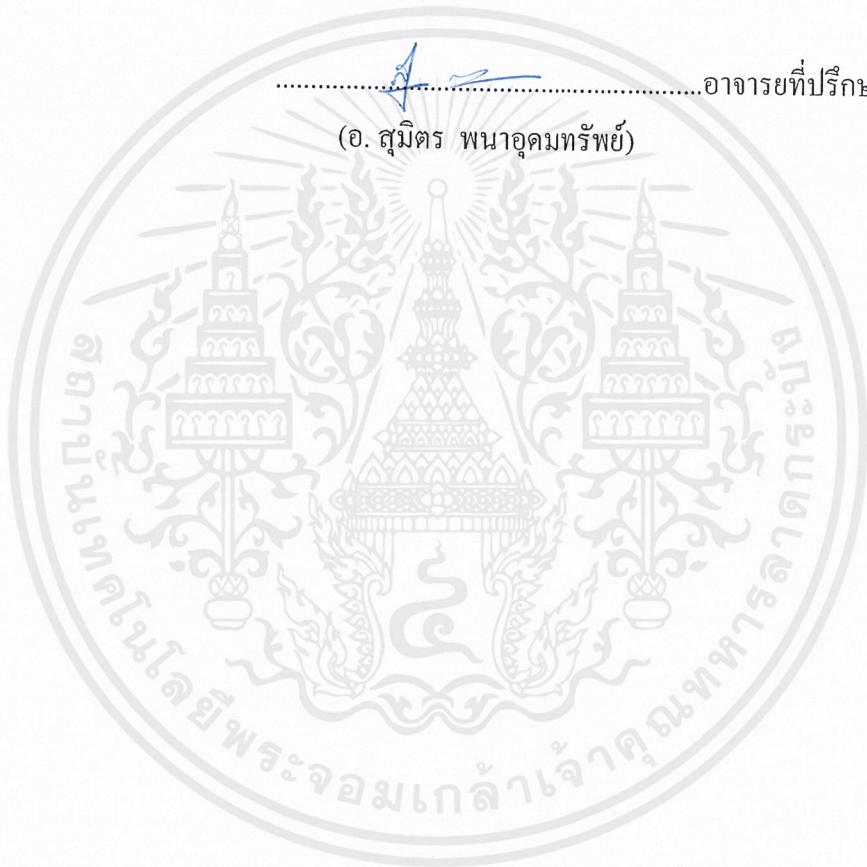 อาจารย์ที่ปรึกษ
(อ. สุมิตร พนาอุดมทรัพย์)
สถาบันเทคโนโลยีพระจอมเกล้าเจ้าคุณทหารลาดกระบัง
๔